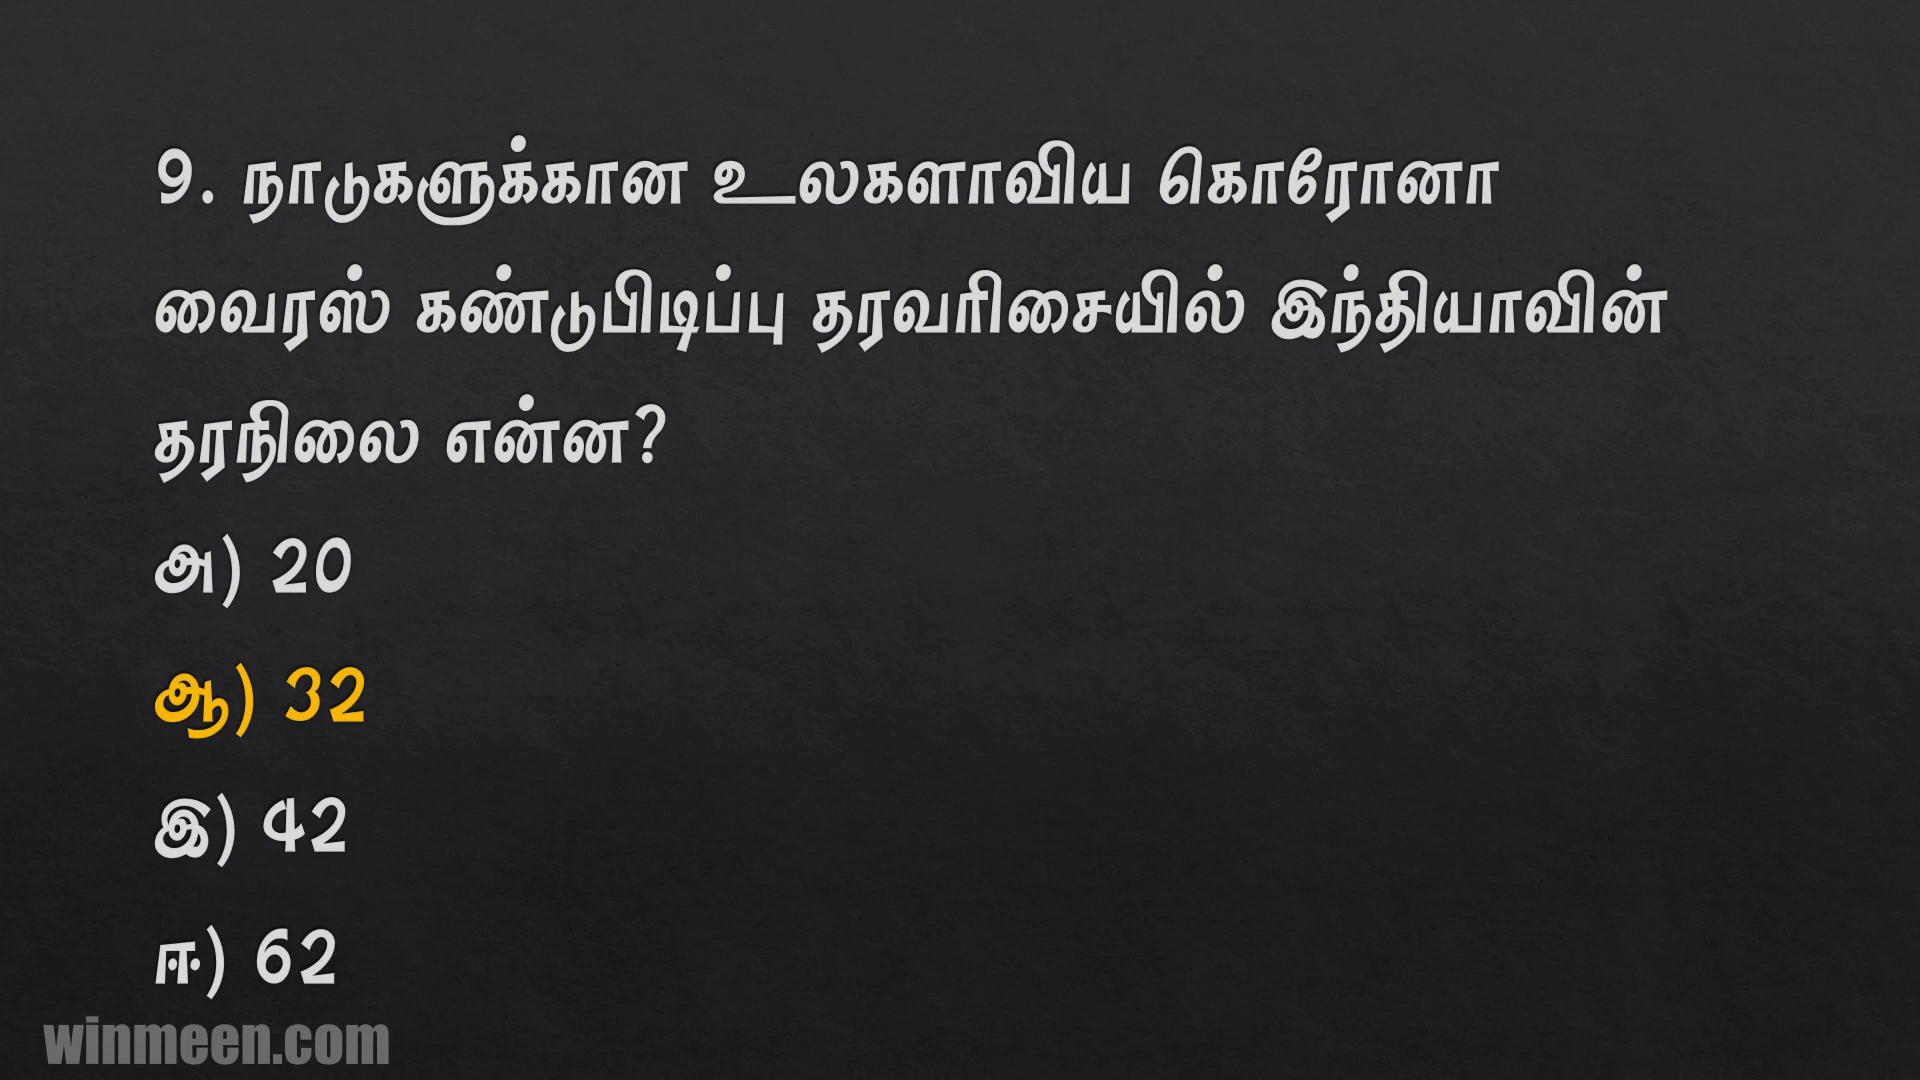 9. நாடுகளுக்கான உலகளாவிய கொரோனா
வைரஸ் கண்டுபிடிப்பு தரவரிசையில் இந்தியாவின்
தரநிலை என்ன?
அ) 20
ஆ) 32
இ) 42
ஈ) 62
winmeen.com